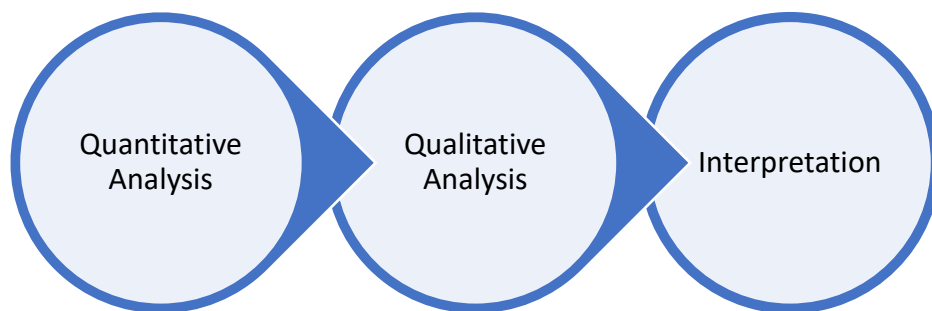 Quantitative
Analysis
Qualitative
Analysis
Interpretation